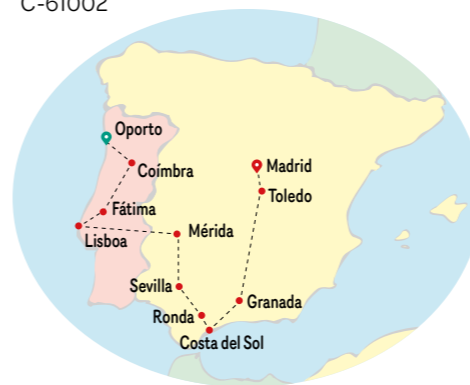 C-61002
Oporto
Coímbra
Madrid
Toledo
Fátima
Lisboa
Mérida
Sevilla
Granada
Ronda
Costa del Sol